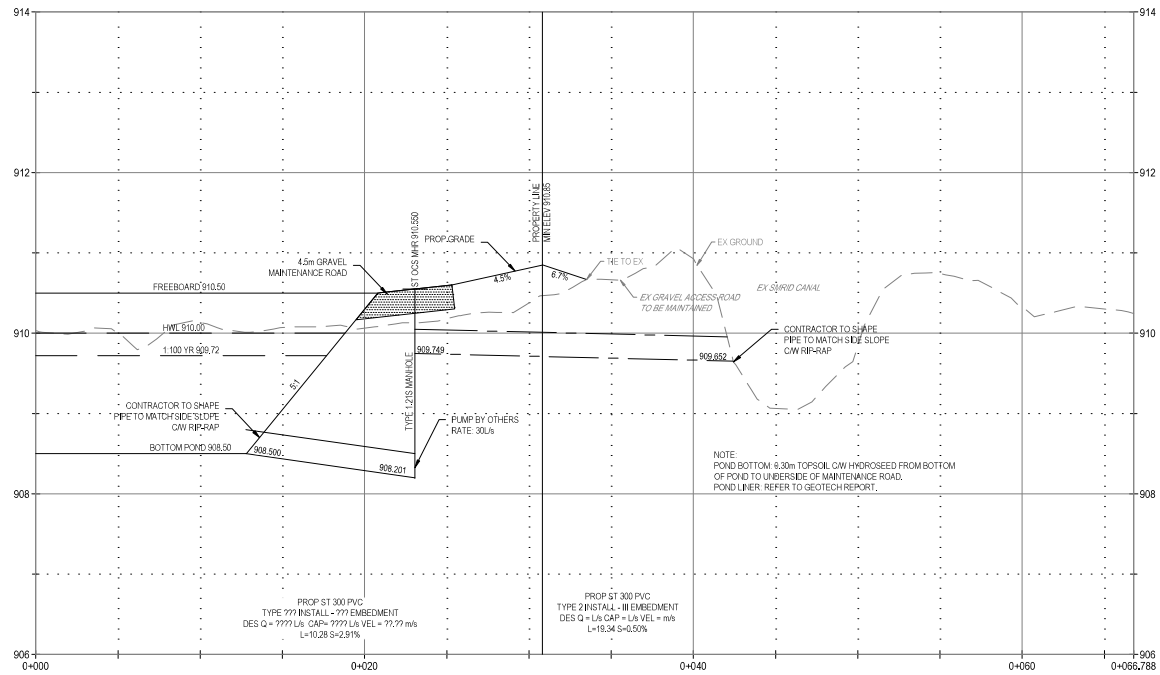 914
914
912
912
910
910
908
908
906
906
0+000
0+020
0+040
0+060
0+066.788
FREEBOARD 910.50
HWL 910.00
1:100 YR 909.72
BOTTOM POND 908.50
4.5m GRAVEL
MAINTENANCE ROAD
ST OCS MHR 910.550
TYPE 1.21S MANHOLE
PROP.GRADE
4.5%
PROPERTY LINE
MIN ELEV 910.85
6.7%
TIE TO EX
EX GROUND
EX GRAVEL ACCESS ROAD
TO BE MAINTAINED
EX SMRID CANAL
CONTRACTOR TO SHAPE
PIPE TO MATCH SIDE SLOPE
C/W RIP-RAP
909.749
909.652
5:1
CONTRACTOR TO SHAPE
PIPE TO MATCH SIDE SLOPE
C/W RIP-RAP
908.500
908.201
PUMP BY OTHERS
RATE: 30L/s
NOTE:
POND BOTTOM: 0.30m TOPSOIL C/W HYDROSEED FROM BOTTOM
OF POND TO UNDERSIDE OF MAINTENANCE ROAD.
POND LINER: REFER TO GEOTECH REPORT.
PROP ST 300 PVC
TYPE ??? INSTALL - ??? EMBEDMENT
DES Q = ???? L/s CAP= ???? L/s VEL = ??.?? m/s
L=10.28 S=2.91%
PROP ST 300 PVC
TYPE 2 INSTALL - III EMBEDMENT
DES Q = L/s CAP = L/s VEL = m/s
L=19.34 S=0.50%